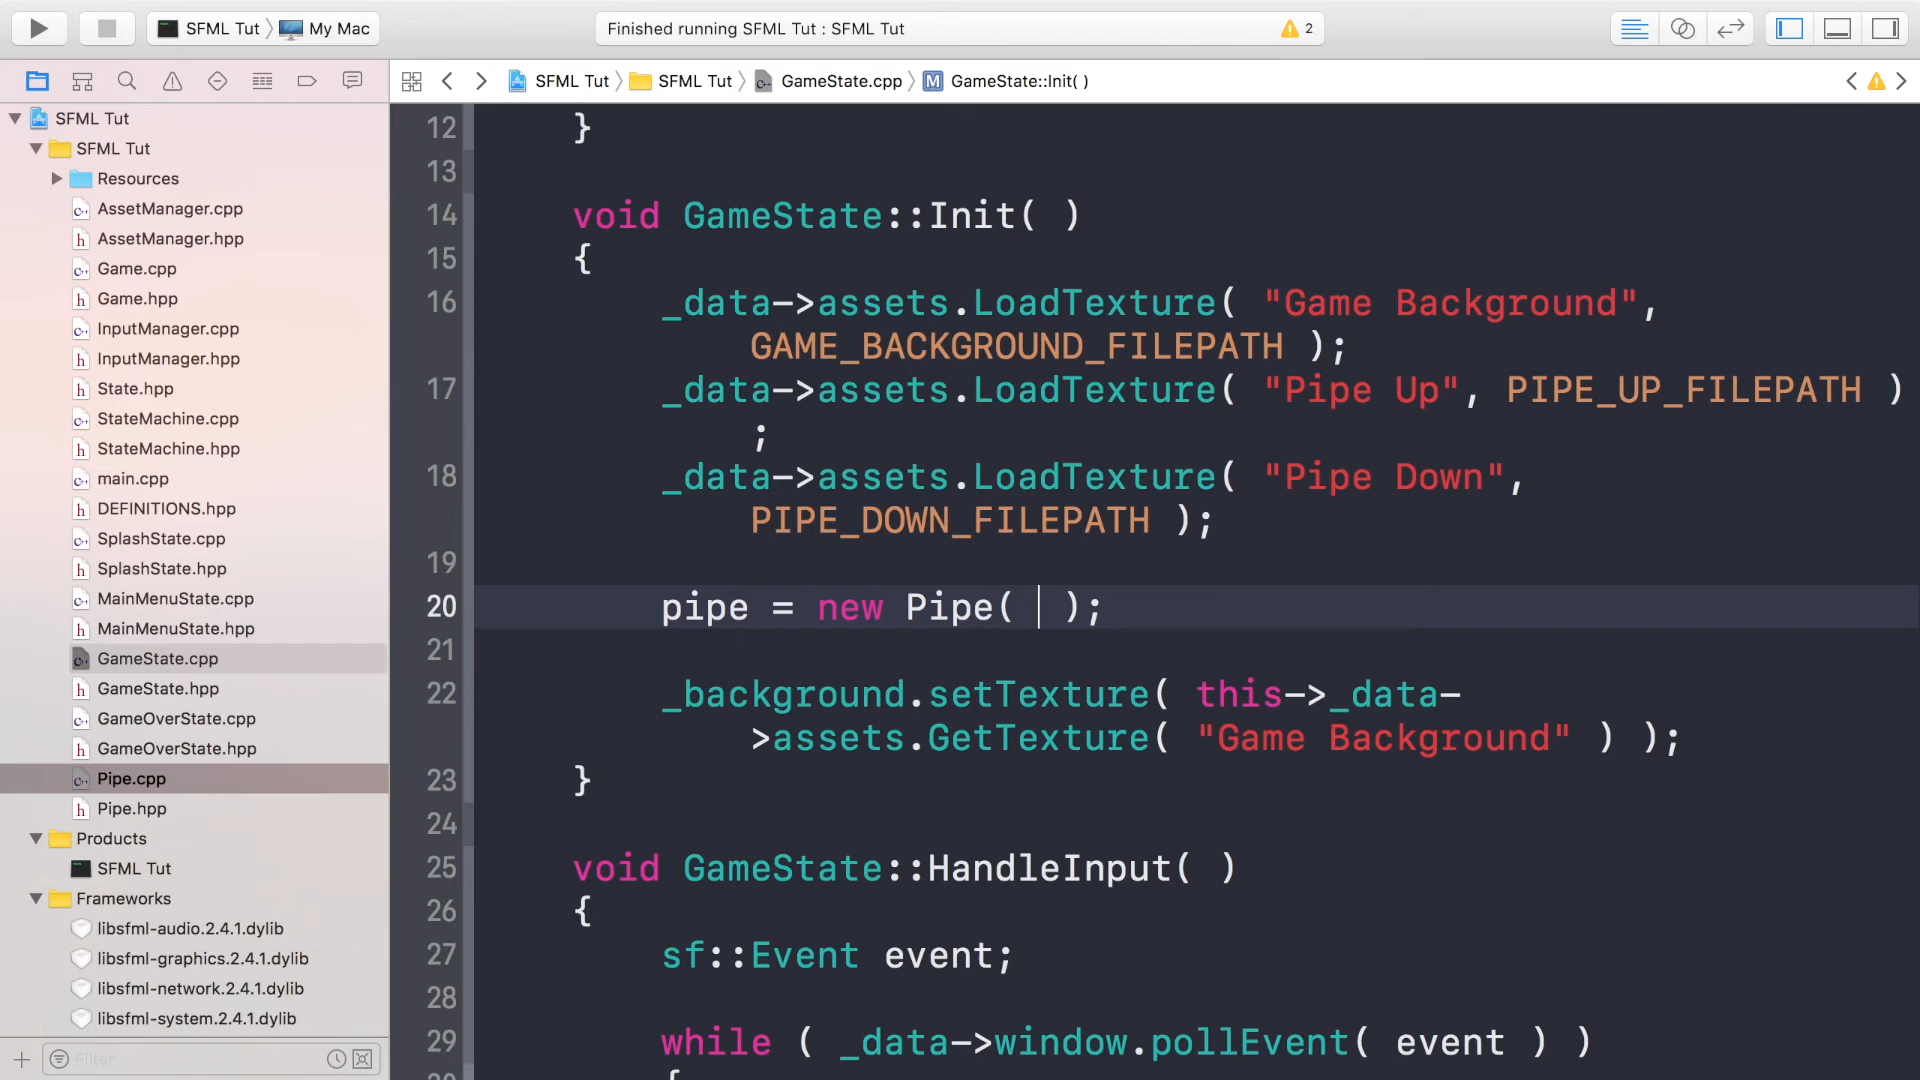 SFML Tut
My Mac
Finished running SFML Tut : SFML Tut
2
SFML Tut
SFML Tut
GameState.cpp
M
GameState::Init( )
SFML Tut
SFML Tut
Resources
AssetManager.cpp
AssetManager.hpp
Game.cpp
Game.hpp
InputManager.cpp
InputManager.hpp
State.hpp
StateMachine.cpp
StateMachine.hpp
main.cpp
DEFINITIONS.hpp
SplashState.cpp
SplashState.hpp
MainMenuState.cpp
MainMenuState.hpp
GameState.cpp
GameState.hpp
GameOverState.cpp
GameOverState.hpp
Pipe.cpp
Pipe.hpp
Products
SFML Tut
Frameworks
libsfml-audio.2.4.1.dylib
libsfml-graphics.2.4.1.dylib
libsfml-network.2.4.1.dylib
libsfml-system.2.4.1.dylib
Filter
12 }
13
14 void GameState::Init( )
15 {
16 _data->assets.LoadTexture( "Game Background",
GAME_BACKGROUND_FILEPATH );
17 _data->assets.LoadTexture( "Pipe Up", PIPE_UP_FILEPATH )
;
18 _data->assets.LoadTexture( "Pipe Down",
PIPE_DOWN_FILEPATH );
19
20 pipe = new Pipe( );
21
22 _background.setTexture( this->_data-
>assets.GetTexture( "Game Background" ) );
23 }
24
25 void GameState::HandleInput( )
26 {
27 sf::Event event;
28
29 while ( _data->window.pollEvent( event ) )
{